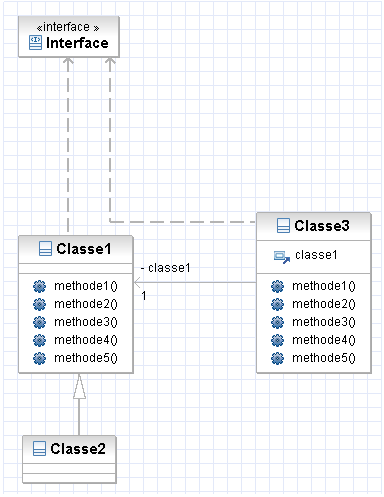 «interface »
Interface
Classe1
methode1()
methode2()
methode3()
methode4()
methode5()
- classe1
1
Classe3
classe1
methode1()
methode2()
methode3()
methode4()
methode5()
Classe2